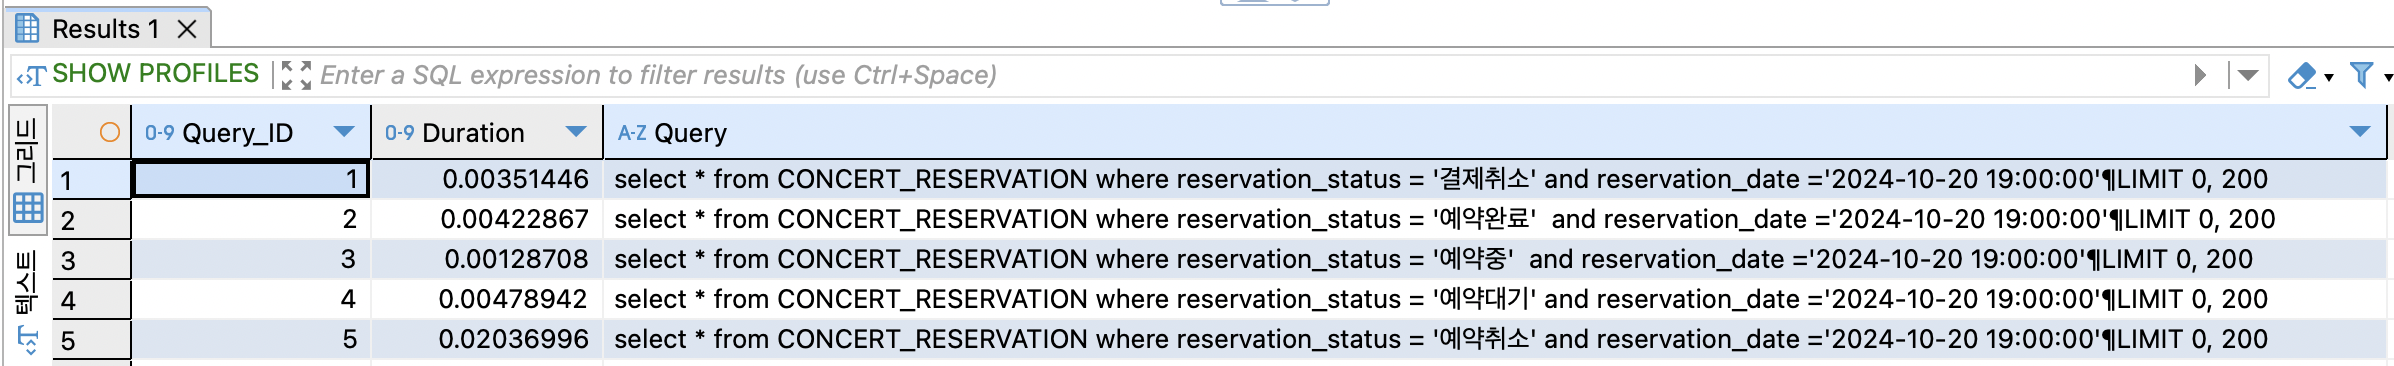 Results 1
SHOW PROFILES Enter a SQL expression to filter results (use Ctrl+Space)
그리드
텍스트
0-9 Query_ID 0-9 Duration A-Z Query
1 1 0.00351446 select * from CONCERT_RESERVATION where reservation_status = '결제취소' and reservation_date ='2024-10-20 19:00:00'¶LIMIT 0, 200
2 2 0.00422867 select * from CONCERT_RESERVATION where reservation_status = '예약완료'  and reservation_date ='2024-10-20 19:00:00'¶LIMIT 0, 200
3 3 0.00128708 select * from CONCERT_RESERVATION where reservation_status = '예약중'  and reservation_date ='2024-10-20 19:00:00'¶LIMIT 0, 200
4 4 0.00478942 select * from CONCERT_RESERVATION where reservation_status = '예약대기' and reservation_date ='2024-10-20 19:00:00'¶LIMIT 0, 200
5 5 0.02036996 select * from CONCERT_RESERVATION where reservation_status = '예약취소' and reservation_date ='2024-10-20 19:00:00'¶LIMIT 0, 200